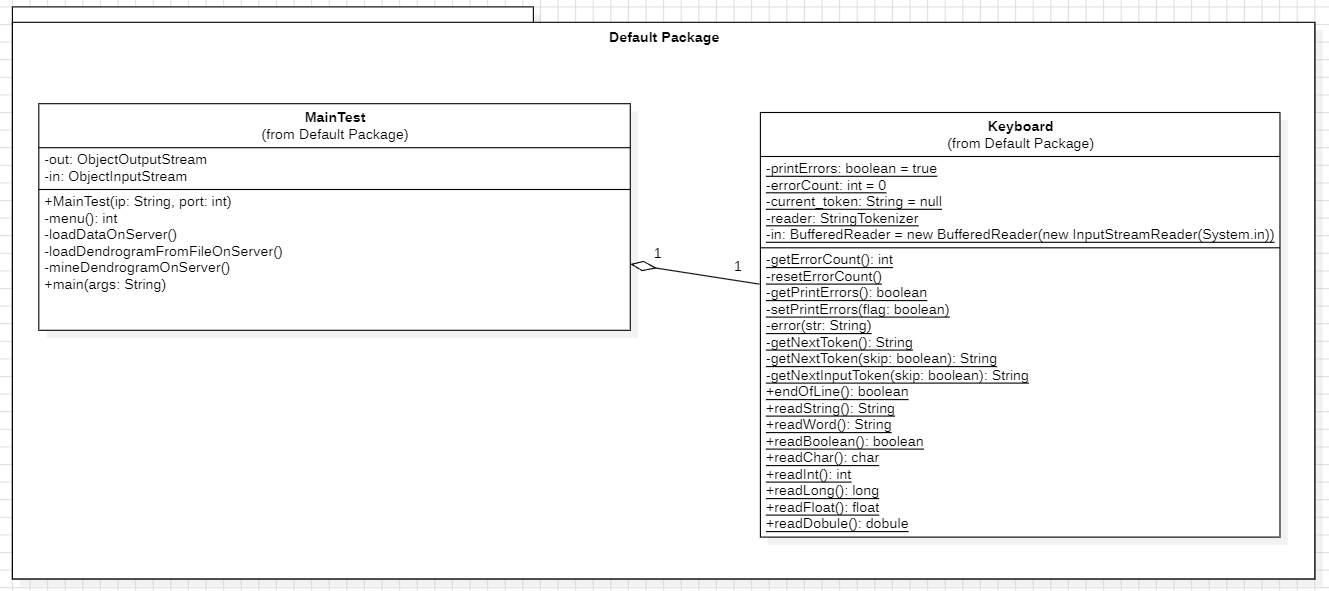 Default Package
MainTest
(from Default Package)
-out: ObjectOutputStream
-in: ObjectInputStream
+MainTest(ip: String, port: int)
-menu(): int
-loadDataOnServer()
-loadDendrogramFromFileOnServer()
-mineDendrogramOnServer()
+main(args: String)
1
1
Keyboard
(from Default Package)
-printErrors: boolean = true
-errorCount: int = 0
-current_token: String = null
-reader: StringTokenizer
-in: BufferedReader = new BufferedReader(new InputStreamReader(System.in))
-getErrorCount(): int
-resetErrorCount()
-getPrintErrors(): boolean
-setPrintErrors(flag: boolean)
-error(str: String)
-getNextToken(): String
-getNextToken(skip: boolean): String
-getNextInputToken(skip: boolean): String
+endOfLine(): boolean
+readString(): String
+readWord(): String
+readBoolean(): boolean
+readChar(): char
+readInt(): int
+readLong(): long
+readFloat(): float
+readDobule(): dobule